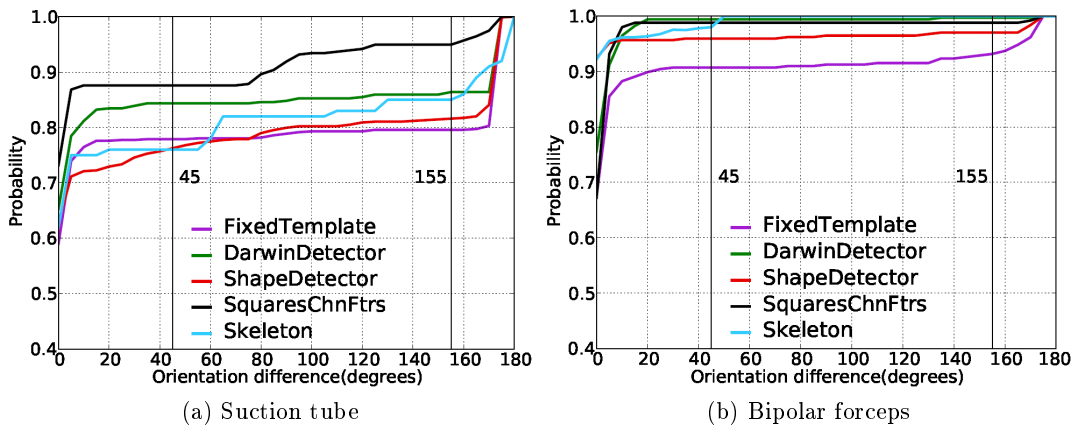 1.0
0.9
0.8
0.7
0.6
0.5
0.4
Probability
45
155
FixedTemplate
DarwinDetector
ShapeDetector
SquaresChnFtrs
Skeleton
0 20 40 60 80 100 120 140 160 180
Orientation difference(degrees)
(a) Suction tube
1.0
0.9
0.8
0.7
0.6
0.5
0.4
Probability
45
155
FixedTemplate
DarwinDetector
ShapeDetector
SquaresChnFtrs
Skeleton
0 20 40 60 80 100 120 140 160 180
Orientation difference(degrees)
(b) Bipolar forceps